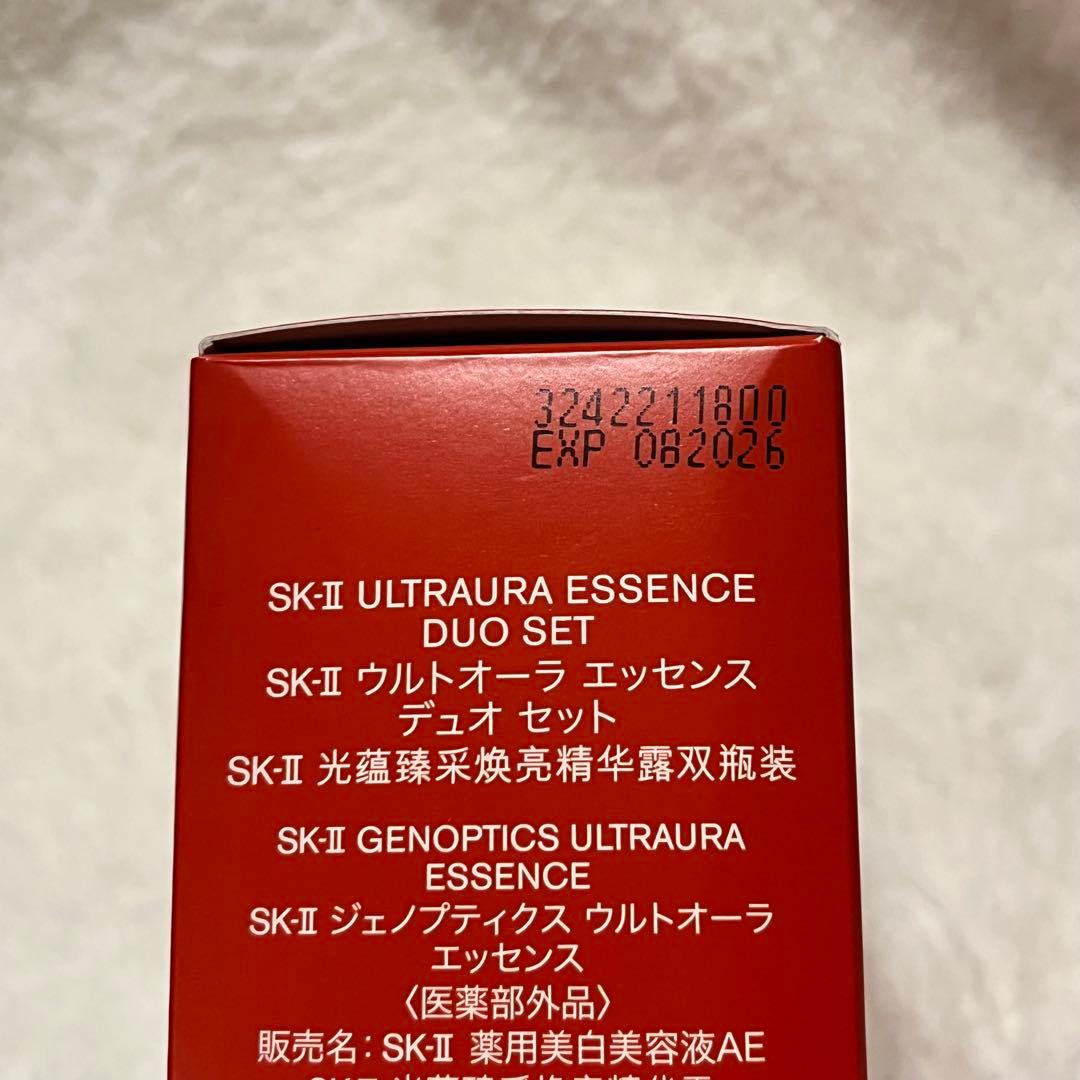 3242211800
EXP 082026
SK-II ULTRAURA ESSENCE
DUO SET
SK-II ウルトオーラ エッセンス
デュオ セット
SK-II 光蕴臻采焕亮精华露双瓶装
SK-II GENOPTICS ULTRAURA
ESSENCE
SK-II ジェノプティクス ウルトオーラ
エッセンス
〈医薬部外品〉
販売名：SK-II 薬用美白美容液AE